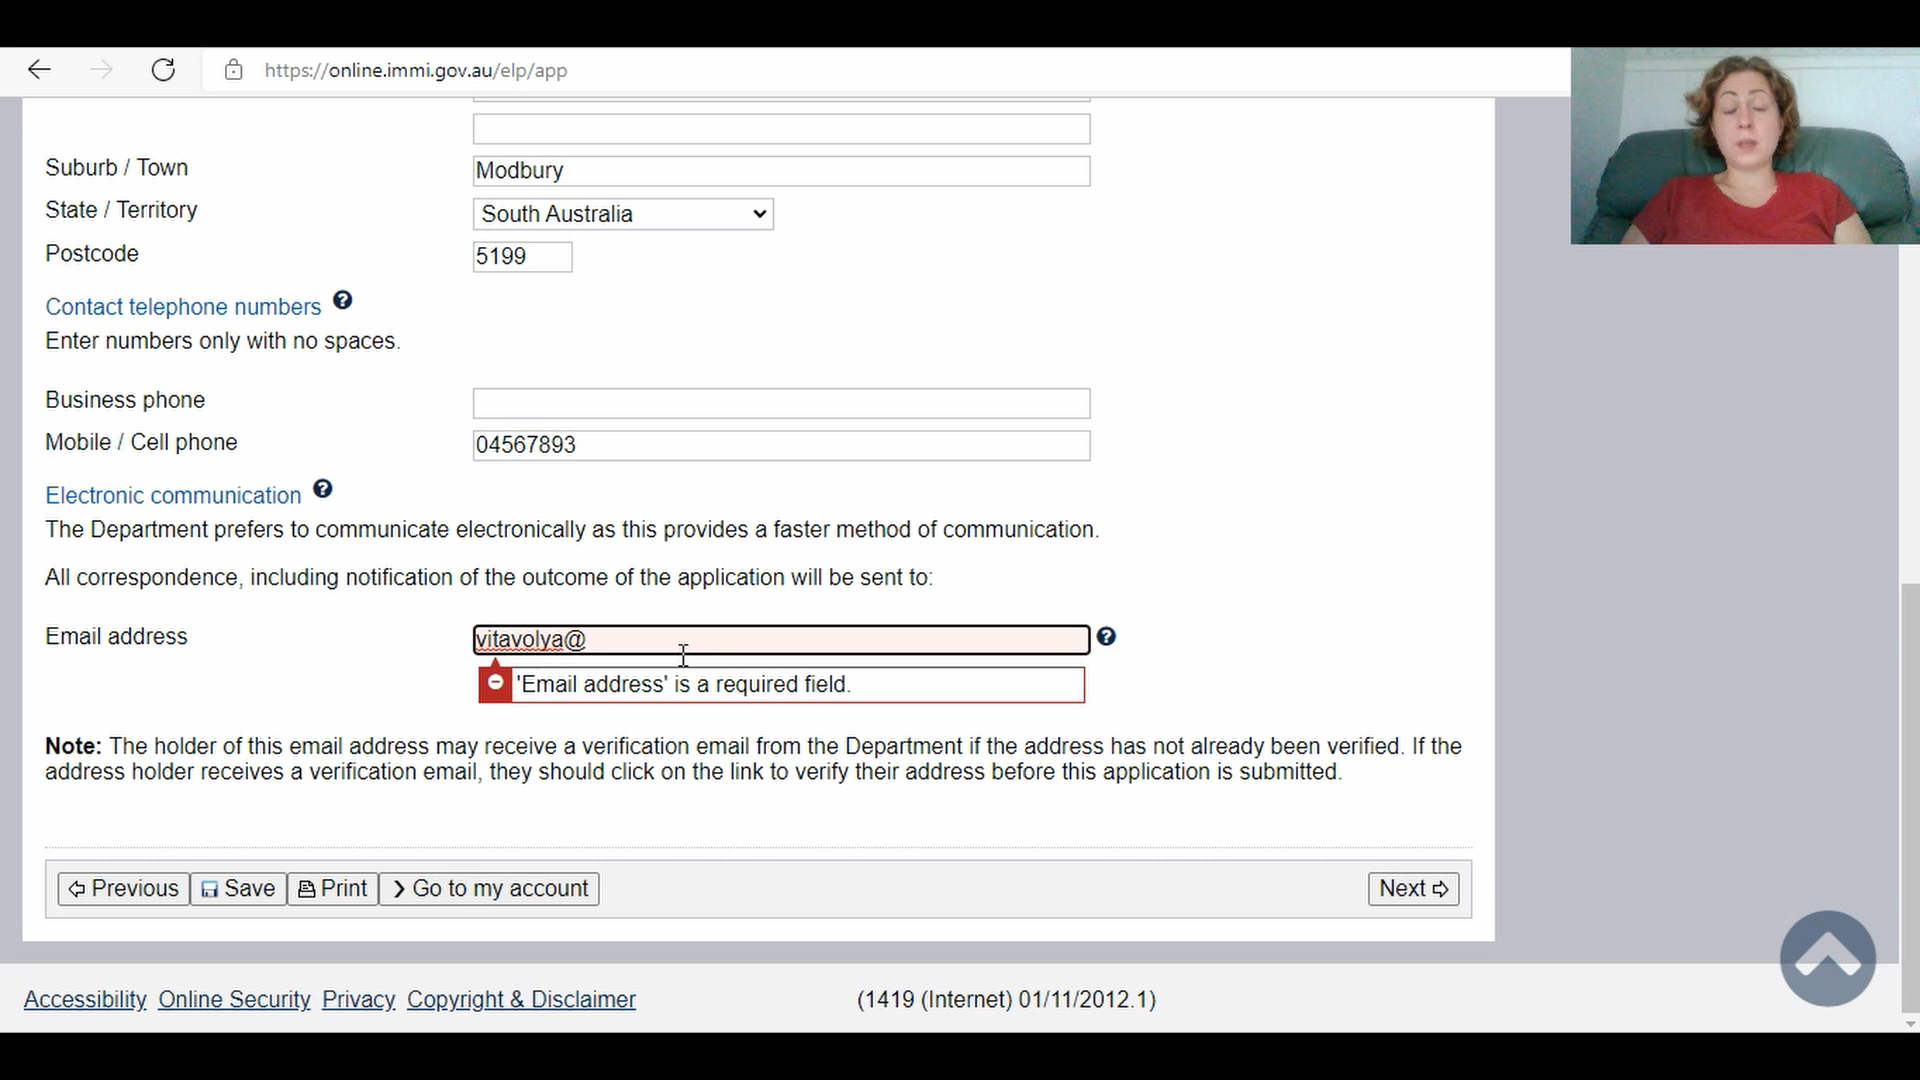 https://online.immi.gov.au/elp/app
Suburb / Town Modbury
State / Territory South Australia
Postcode 5199
Contact telephone numbers ?
Enter numbers only with no spaces.
Business phone
Mobile / Cell phone 04567893
Electronic communication ?
The Department prefers to communicate electronically as this provides a faster method of communication.
All correspondence, including notification of the outcome of the application will be sent to:
Email address vitavolya@ ?
'Email address' is a required field.
Note: The holder of this email address may receive a verification email from the Department if the address has not already been verified. If the
address holder receives a verification email, they should click on the link to verify their address before this application is submitted.
Previous Save Print Go to my account Next
Accessibility Online Security Privacy Copyright & Disclaimer (1419 (Internet) 01/11/2012.1)